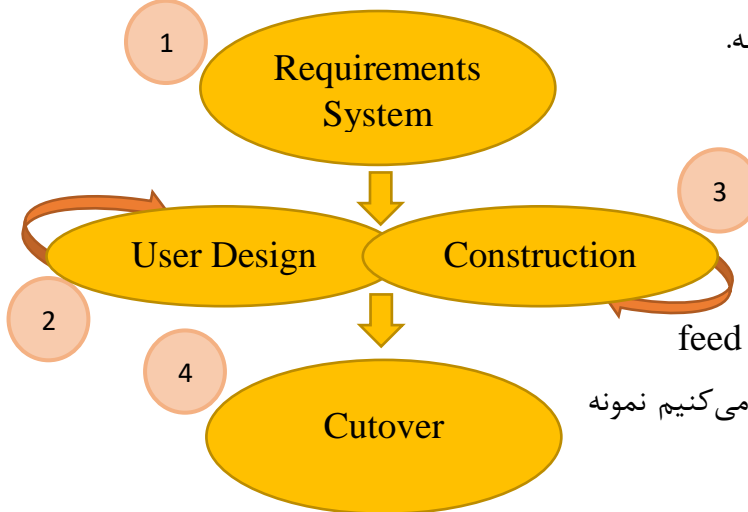 1
ه.
Requirements
System
3
User Design
Construction
2
feed
4
می‌کنیم نمونه
Cutover